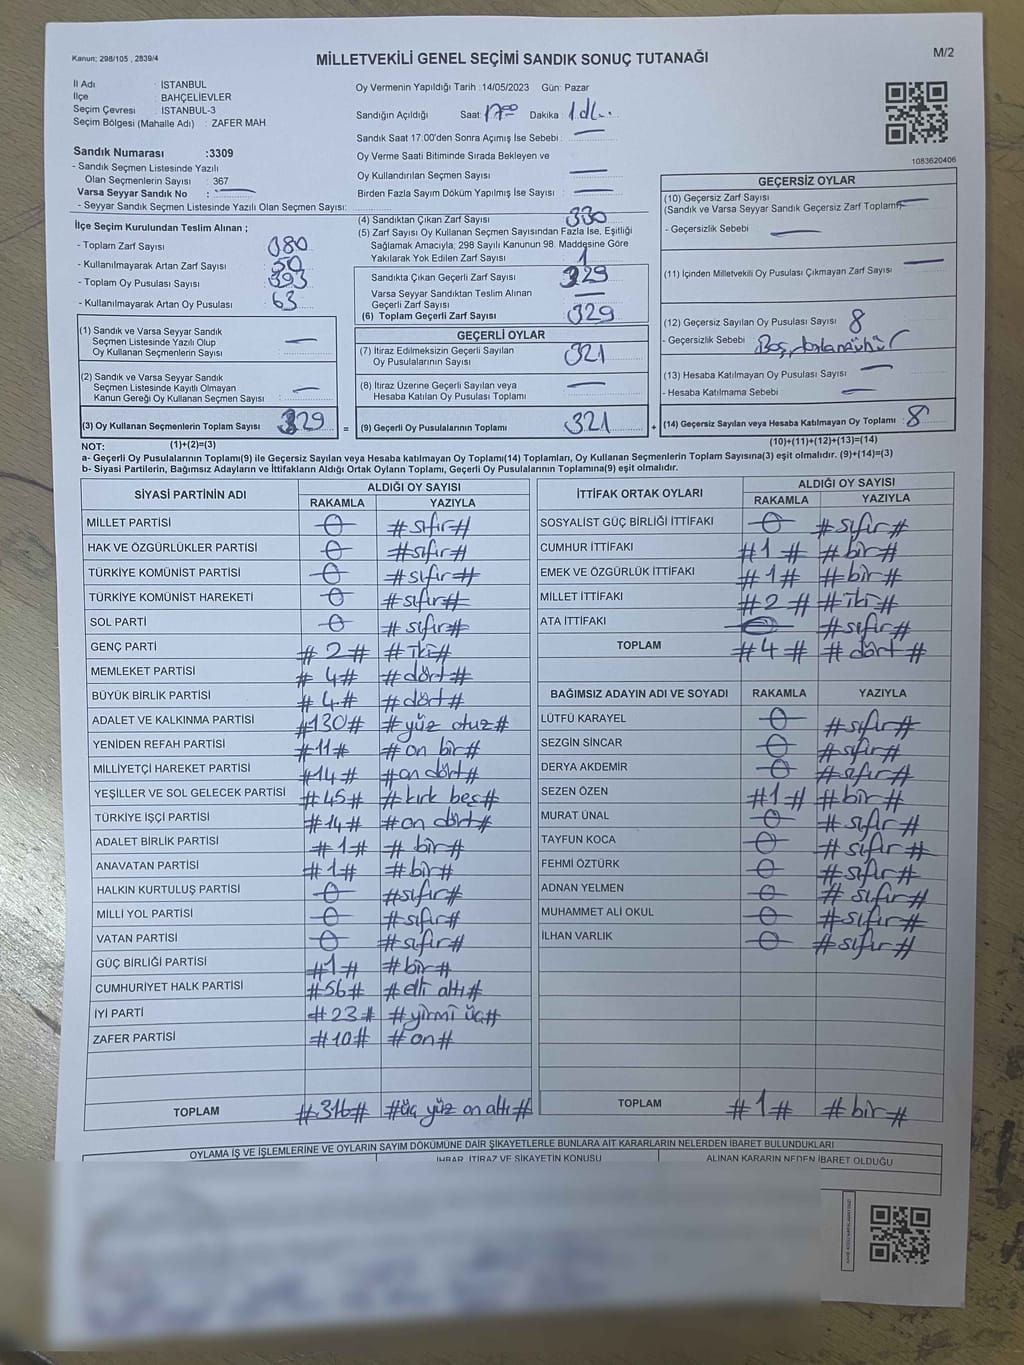 Kanun; 298/105 , 2839/4
MİLLETVEKİLİ GENEL SEÇİMİ SANDIK SONUÇ TUTANAĞI
M/2
İl Adı : İSTANBUL
İlçe : BAHÇELİEVLER
Seçim Çevresi : İSTANBUL-3
Seçim Bölgesi (Mahalle Adı) : ZAFER MAH
Sandık Numarası :3309
- Sandık Seçmen Listesinde Yazılı
Olan Seçmenlerin Sayısı : 367
Varsa Seyyar Sandık No :
- Seyyar Sandık Seçmen Listesinde Yazılı Olan Seçmen Sayısı:
Oy Vermenin Yapıldığı Tarih :14/05/2023 Gün: Pazar
Sandığın Açıldığı Saat: 17:00 Dakika :
Sandık Saat 17:00'den Sonra Açımış İse Sebebi :
Oy Verme Saati Bitiminde Sırada Bekleyen ve
Oy Kullandırılan Seçmen Sayısı
Birden Fazla Sayım Döküm Yapılmış İse Sayısı
1083620406
İlçe Seçim Kurulundan Teslim Alınan ;
- Toplam Zarf Sayısı 380
- Kullanılmayarak Artan Zarf Sayısı 50
- Toplam Oy Pusulası Sayısı 393
- Kullanılmayarak Artan Oy Pusulası 63
(4) Sandıktan Çıkan Zarf Sayısı 330
(5) Zarf Sayısı Oy Kullanan Seçmen Sayısından Fazla İse, Eşitliği
Sağlamak Amacıyla; 298 Sayılı Kanunun 98. Maddesine Göre
Yakılarak Yok Edilen Zarf Sayısı 1
Sandıkta Çıkan Geçerli Zarf Sayısı 329
Varsa Seyyar Sandıktan Teslim Alınan
Geçerli Zarf Sayısı
(6) Toplam Geçerli Zarf Sayısı 329
GEÇERSİZ OYLAR
(10) Geçersiz Zarf Sayısı
(Sandık ve Varsa Seyyar Sandık Geçersiz Zarf Toplamı)
- Geçersizlik Sebebi
(11) İçinden Milletvekili Oy Pusulası Çıkmayan Zarf Sayısı
(12) Geçersiz Sayılan Oy Pusulası Sayısı 8
- Geçersizlik Sebebi : Boş,
(13) Hesaba Katılmayan Oy Pusulası Sayısı
- Hesaba Katılmama Sebebi
(14) Geçersiz Sayılan veya Hesaba Katılmayan Oy Toplamı : 8
(1) Sandık ve Varsa Seyyar Sandık
Seçmen Listesinde Yazılı Olup
Oy Kullanan Seçmenlerin Sayısı
(2) Sandık ve Varsa Seyyar Sandık
Seçmen Listesinde Kayıtlı Olmayan
Kanun Gereği Oy Kullanan Seçmen Sayısı :
(3) Oy Kullanan Seçmenlerin Toplam Sayısı 329 =
GEÇERLİ OYLAR
(7) İtiraz Edilmeksizin Geçerli Sayılan
Oy Pusulalarının Sayısı 321
(8) İtiraz Üzerine Geçerli Sayılan veya
Hesaba Katılan Oy Pusulası Toplamı
(9) Geçerli Oy Pusulalarının Toplamı 321 +
NOT: (1)+(2)=(3)
(10)+(11)+(12)+(13)=(14)
a- Geçerli Oy Pusulalarının Toplamı(9) ile Geçersiz Sayılan veya Hesaba Katılmayan Oy Toplamı(14) Toplamları, Oy Kullanan Seçmenlerin Toplam Sayısına(3) eşit olmalıdır. (9)+(14)=(3)
b- Siyasi Partilerin, Bağımsız Adayların ve İttifakların Aldığı Ortak Oyların Toplamı, Geçerli Oy Pusulalarının Toplamına(9) eşit olmalıdır.
SİYASİ PARTİNİN ADI ALDIĞI OY SAYISI
RAKAMLA YAZIYLA
MİLLET PARTİSİ 0 #sıfır#
HAK VE ÖZGÜRLÜKLER PARTİSİ 0 #sıfır#
TÜRKİYE KOMÜNİST PARTİSİ 0 #sıfır#
TÜRKİYE KOMÜNİST HAREKETİ 0 #sıfır#
SOL PARTİ 0 #sıfır#
GENÇ PARTİ #2# #iki#
MEMLEKET PARTİSİ #4# #dört#
BÜYÜK BİRLİK PARTİSİ #4# #dört#
ADALET VE KALKINMA PARTİSİ #130# #yüz otuz#
YENİDEN REFAH PARTİSİ #11# #on bir#
MİLLİYETÇİ HAREKET PARTİSİ #14# #on dört#
YEŞİLLER VE SOL GELECEK PARTİSİ #45# #kırk beş#
TÜRKİYE İŞÇİ PARTİSİ #14# #on dört#
ADALET BİRLİK PARTİSİ #1# #bir#
ANAVATAN PARTİSİ #1# #bir#
HALKIN KURTULUŞ PARTİSİ 0 #sıfır#
MİLLİ YOL PARTİSİ 0 #sıfır#
VATAN PARTİSİ 0 #sıfır#
GÜÇ BİRLİĞİ PARTİSİ #1# #bir#
CUMHURİYET HALK PARTİSİ #56# #elli altı#
İYİ PARTİ #23# #yirmi üç#
ZAFER PARTİSİ #10# #on#
TOPLAM #316# #üç yüz on altı#
İTTİFAK ORTAK OYLARI ALDIĞI OY SAYISI
RAKAMLA YAZIYLA
SOSYALİST GÜÇ BİRLİĞİ İTTİFAKI 0 #sıfır#
CUMHUR İTTİFAKI #1# #bir#
EMEK VE ÖZGÜRLÜK İTTİFAKI #1# #bir#
MİLLET İTTİFAKI #2# #iki#
ATA İTTİFAKI 0 #sıfır#
TOPLAM #4# #dört#
BAĞIMSIZ ADAYIN ADI VE SOYADI RAKAMLA YAZIYLA
LÜTFÜ KARAYEL 0 #sıfır#
SEZGİN SİNCAR 0 #sıfır#
DERYA AKDEMİR 0 #sıfır#
SEZEN ÖZEN #1# #bir#
MURAT ÜNAL 0 #sıfır#
TAYFUN KOCA 0 #sıfır#
FEHMİ ÖZTÜRK 0 #sıfır#
ADNAN YELMEN 0 #sıfır#
MUHAMMET ALİ OKUL 0 #sıfır#
İLHAN VARLIK 0 #sıfır#
TOPLAM #1# #bir#
OYLAMA İŞ VE İŞLEMLERİNE VE OYLARIN SAYIM DÖKÜMÜNE DAİR ŞİKAYETLERLE BUNLARA AİT KARARLARIN NELERDEN İBARET BULUNDUKLARI
İHBAR, İTİRAZ VE ŞİKAYETİN KONUSU ALINAN KARARIN NEDEN İBARET OLDUĞU